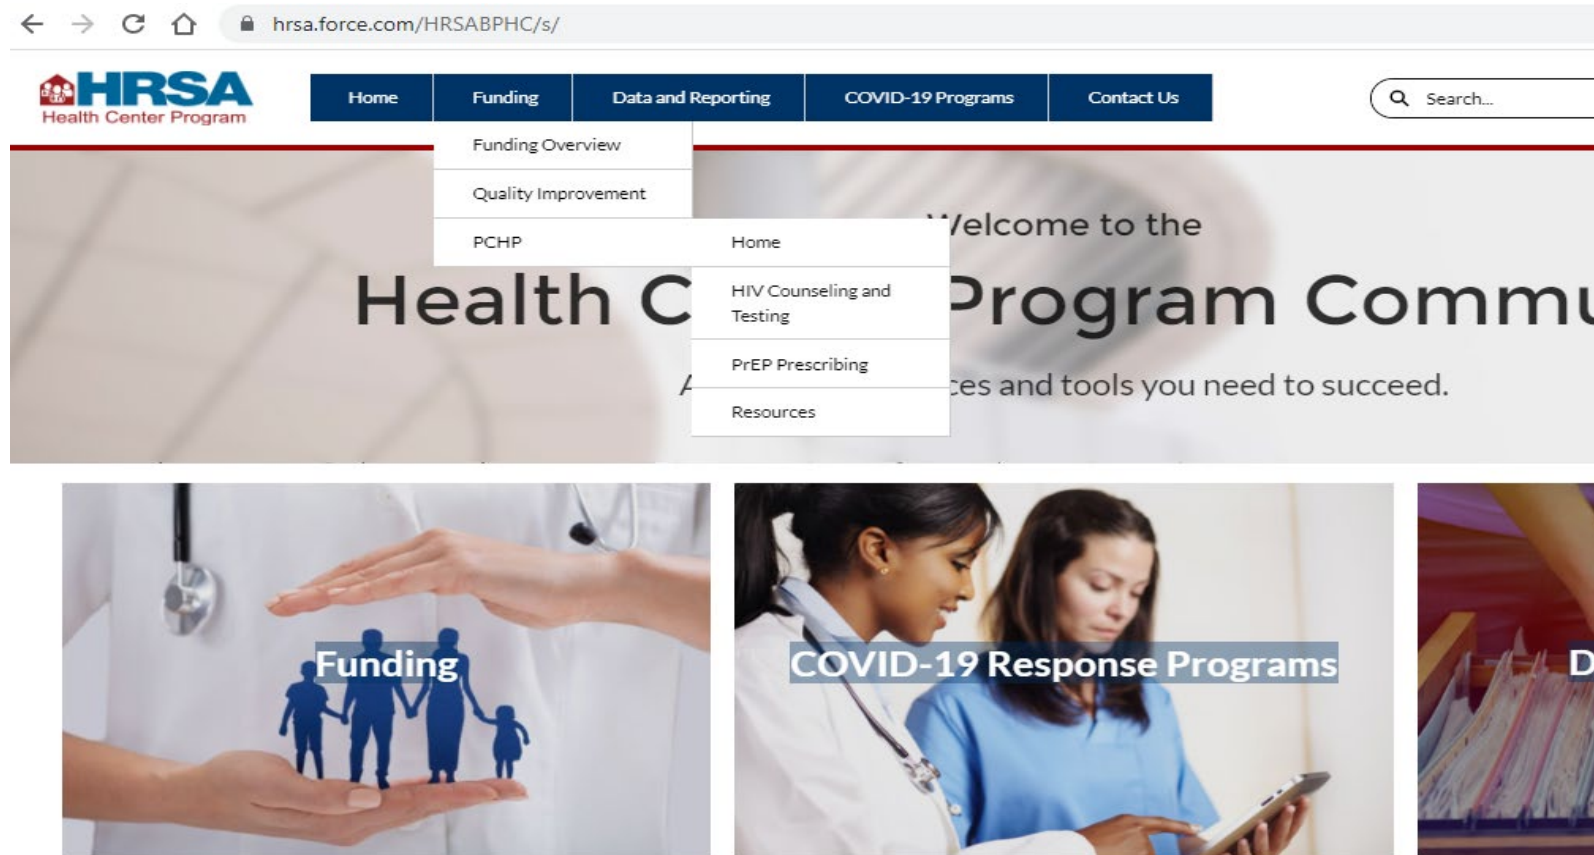 hrsa.force.com/HRSABPHC/s/
HRSA
Health Center Program
Home Funding Data and Reporting COVID-19 Programs Contact Us
Search...
Funding Overview
Quality Improvement
PCHP
Home
HIV Counseling and
Testing
PrEP Prescribing
Resources
Welcome to the
Health C Program Commu
A ces and tools you need to succeed.
Funding
COVID-19 Response Programs
D